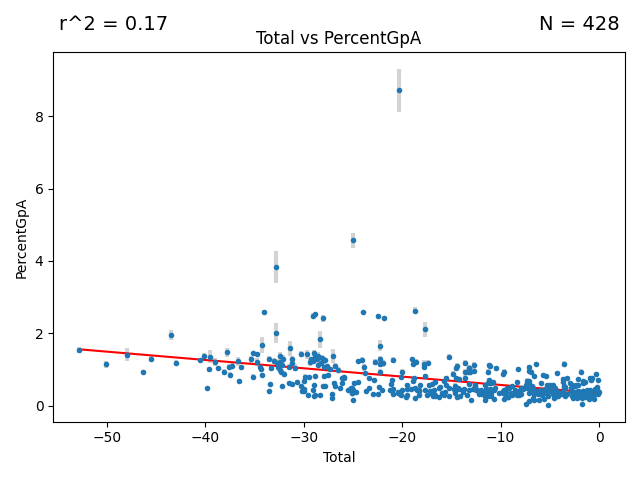 r^2 = 0.17
N = 428
Total vs PercentGpA
PercentGpA
8
6
4
2
0
−50
−40
−30
−20
−10
0
Total